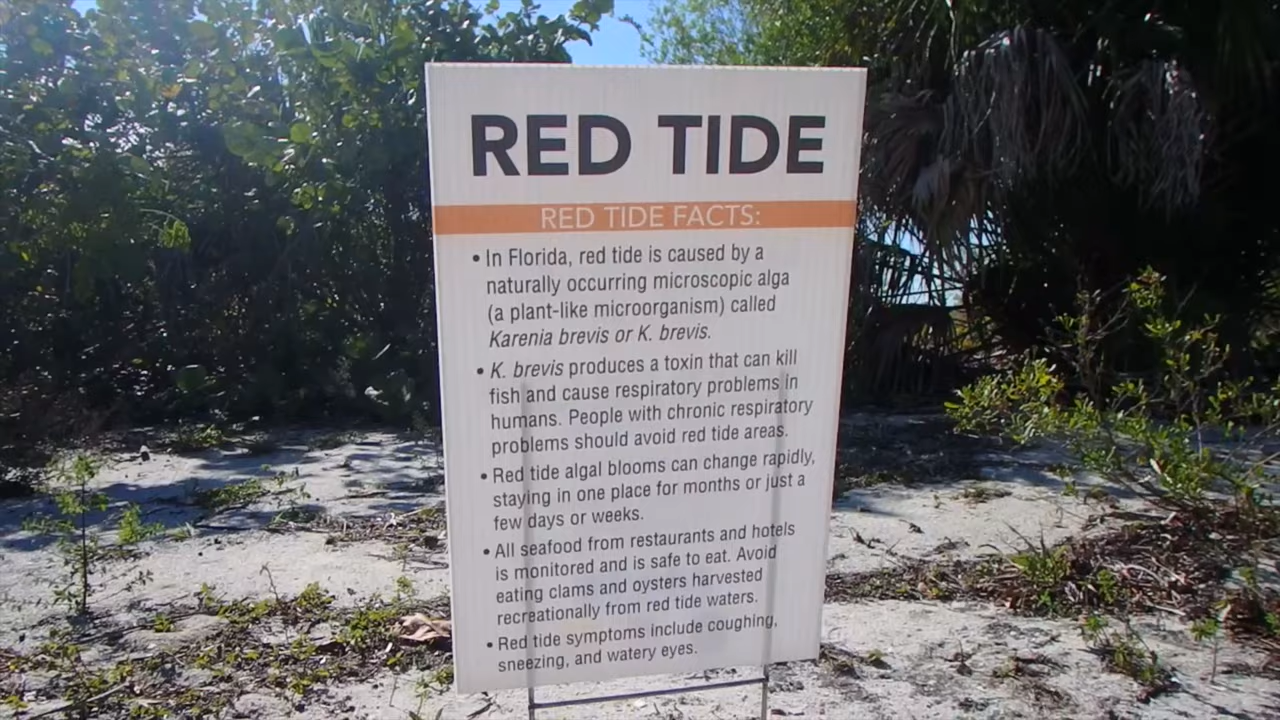 RED TIDE
RED TIDE FACTS:
• In Florida, red tide is caused by a
naturally occurring microscopic alga
(a plant-like microorganism) called
Karenia brevis or K. brevis.
• K. brevis produces a toxin that can kill
fish and cause respiratory problems in
humans. People with chronic respiratory
problems should avoid red tide areas.
• Red tide algal blooms can change rapidly,
staying in one place for months or just a
few days or weeks.
• All seafood from restaurants and hotels
is monitored and is safe to eat. Avoid
eating clams and oysters harvested
recreationally from red tide waters.
• Red tide symptoms include coughing,
sneezing, and watery eyes.